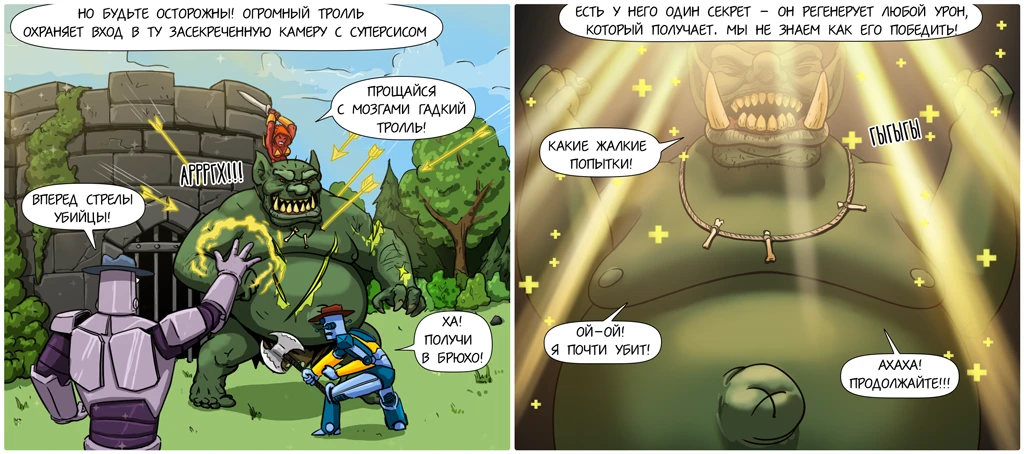 НО БУДЬТЕ ОСТОРОЖНЫ! ОГРОМНЫЙ ТРОЛЛЬ
ОХРАНЯЕТ ВХОД В ТУ ЗАСЕКРЕЧЕННУЮ КАМЕРУ С СУПЕРСИСОМ
ПРОЩАЙСЯ
С МОЗГАМИ ГАДКИЙ
ТРОЛЛЬ!
АРРРГХ!!!
ВПЕРЕД СТРЕЛЫ
УБИЙЦЫ!
ХА!
ПОЛУЧИ
В БРЮХО!
ЕСТЬ У НЕГО ОДИН СЕКРЕТ – ОН РЕГЕНЕРУЕТ ЛЮБОЙ УРОН,
КОТОРЫЙ ПОЛУЧАЕТ. МЫ НЕ ЗНАЕМ КАК ЕГО ПОБЕДИТЬ!
КАКИЕ ЖАЛКИЕ
ПОПЫТКИ!
ГЫГЫГЫ
ОЙ-ОЙ!
Я ПОЧТИ УБИТ!
АХАХА!
ПРОДОЛЖАЙТЕ!!!